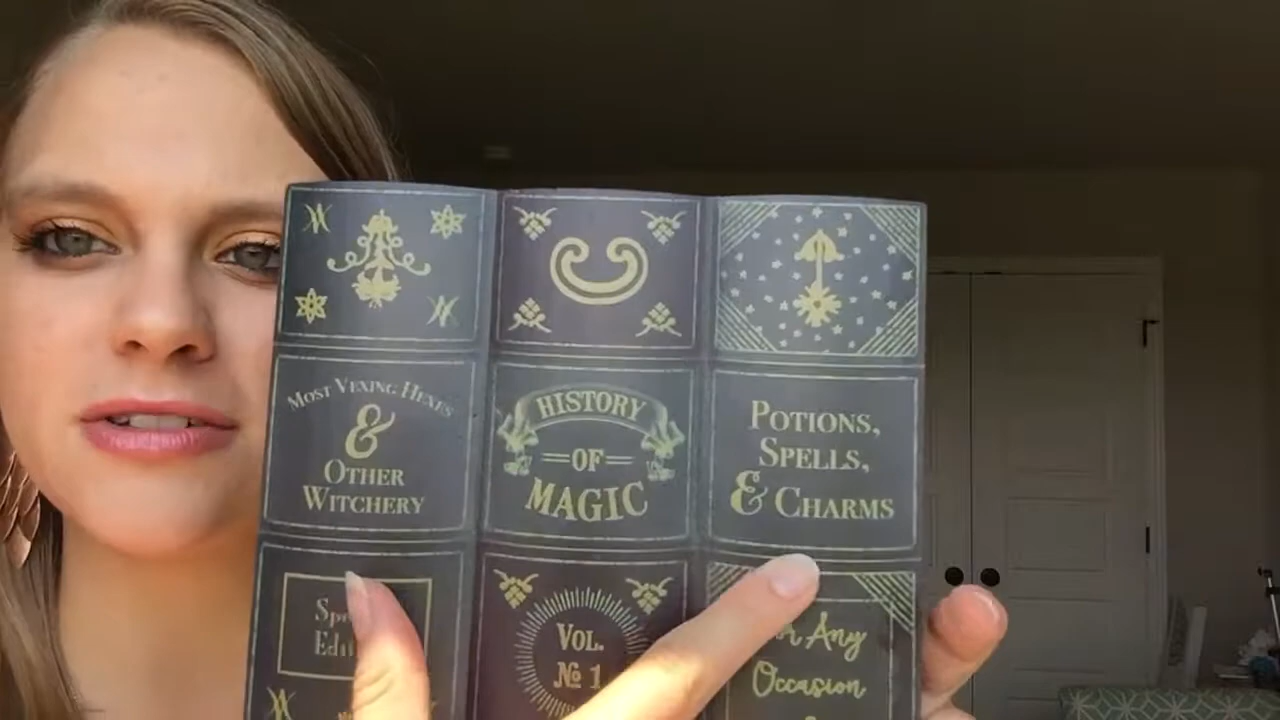 MOST VEXING HEXES
&
OTHER
WITCHERY
HISTORY
OF
MAGIC
POTIONS,
SPELLS,
& CHARMS
VOL.
№ 1
Any
Occasion